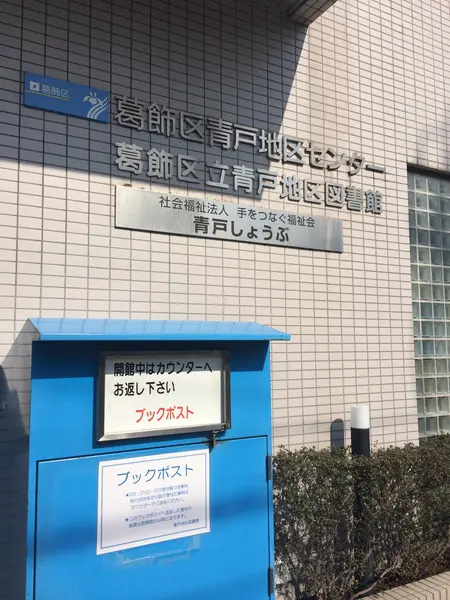 葛飾区
葛飾区青戸地区センター
葛飾区立青戸地区図書館
社会福祉法人 手をつなぐ福祉会
青戸しょうぶ
開館中はカウンターへ
お返し下さい
ブックポスト
ブックポスト